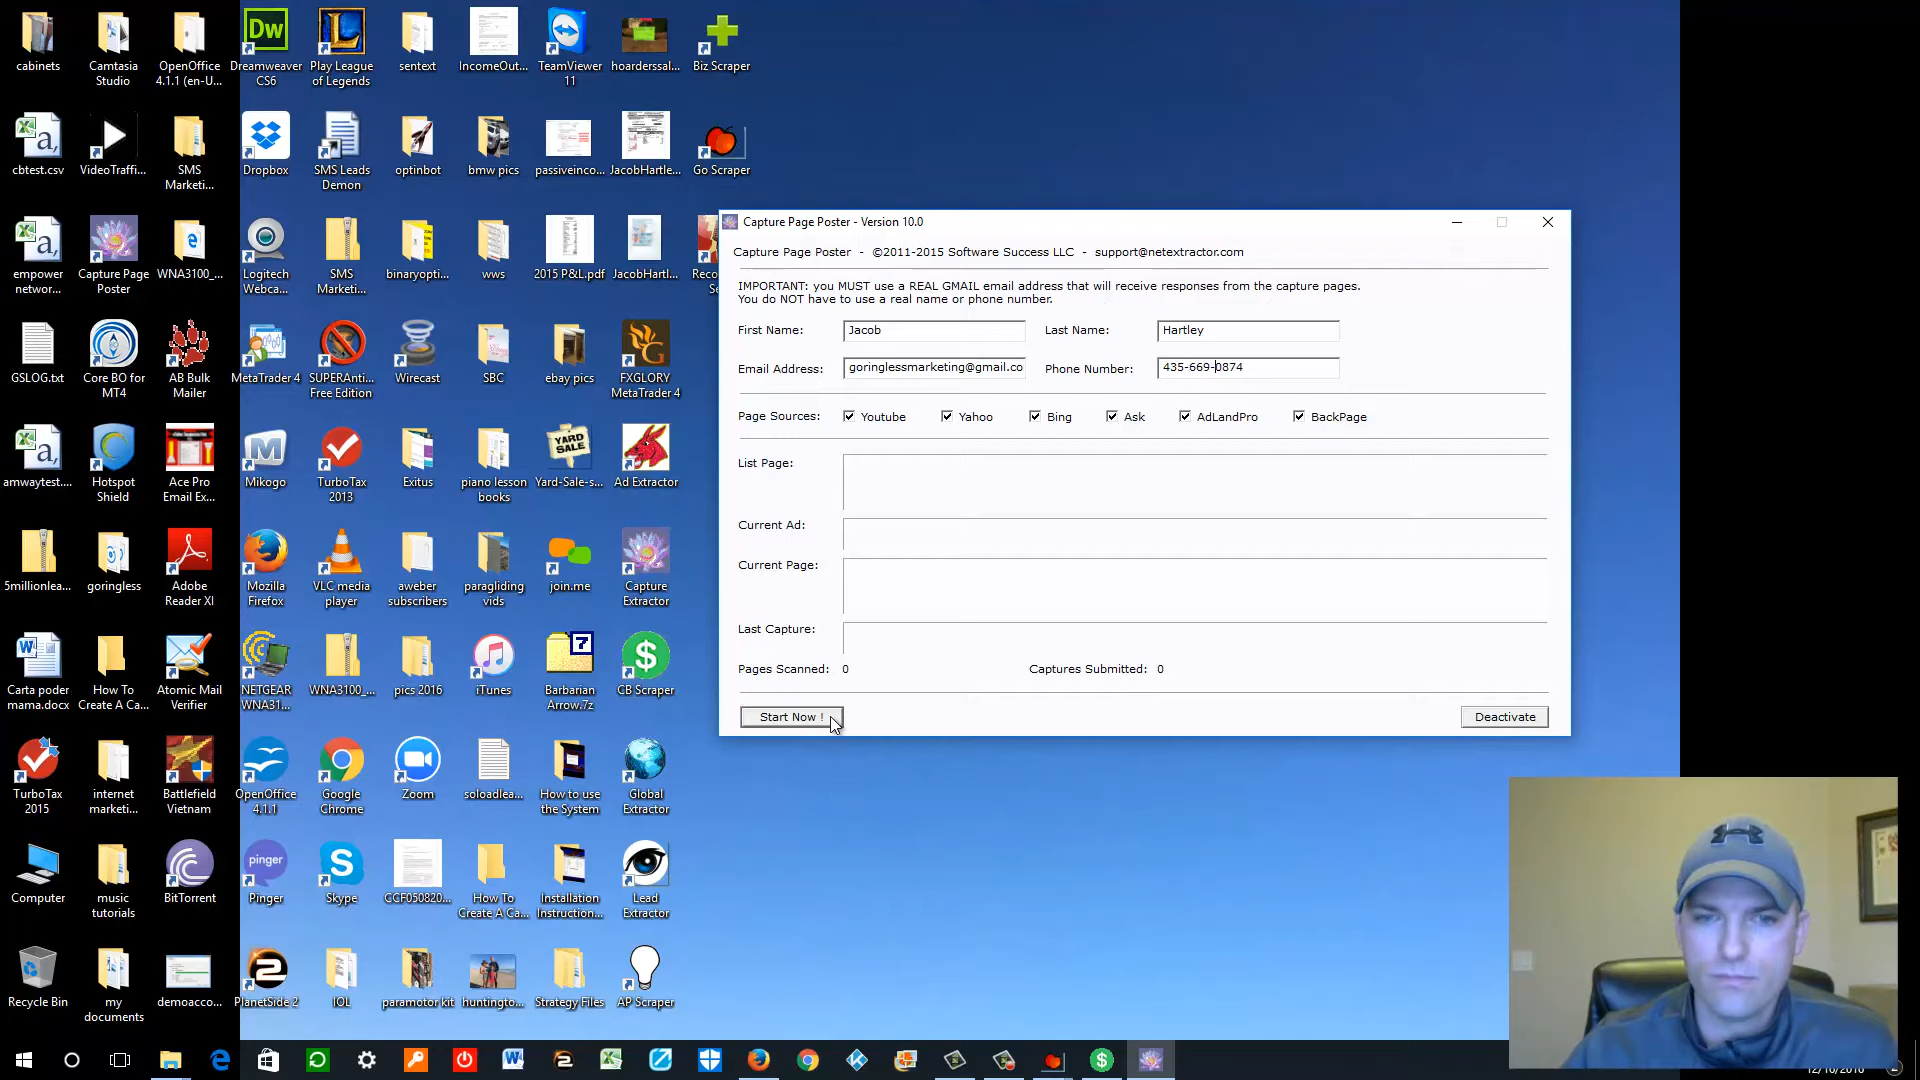 cabinets
Camtasia
Studio
OpenOffice
4.1.1 (en-U...
Dw
Dreamweaver
CS6
Play League
of Legends
sentext
IncomeOut...
TeamViewer
11
hoarderssal...
Biz Scraper
cbtest.csv
VideoTraffi...
SMS
Marketi...
Dropbox
SMS Leads
Demon
optinbot
bmw pics
passiveinco...
JacobHartle...
Go Scraper
empower
networ...
Capture Page
Poster
WNA3100_...
Logitech
Webca...
SMS
Marketi...
binaryopti...
wws
2015 P&L.pdf
JacobHartl...
GSLOG.txt
Core BO for
MT4
AB Bulk
Mailer
MetaTrader 4
SUPERAnti...
Free Edition
Wirecast
SBC
ebay pics
FXGLORY
MetaTrader 4
amwaytest....
Hotspot
Shield
Ace Pro
Email Ex...
Mikogo
TurboTax
2013
Exitus
piano lesson
books
YARD
SALE
Yard-Sale-s...
Ad Extractor
5millionlea...
goringless
Adobe
Reader XI
Mozilla
Firefox
VLC media
player
aweber
subscribers
paragliding
vids
join.me
Capture
Extractor
Carta poder
mama.docx
How To
Create A Ca...
Atomic Mail
Verifier
NETGEAR
WNA31...
WNA3100_...
pics 2016
iTunes
7
Barbarian
Arrow.7z
$
CB Scraper
TurboTax
2015
internet
marketi...
Battlefield
Vietnam
OpenOffice
4.1.1
Google
Chrome
Zoom
soloadlea...
How to use
the System
Global
Extractor
Computer
music
tutorials
BitTorrent
pinger
Pinger
Skype
CCF050820...
How To
Create A Ca...
Installation
Instruction...
Lead
Extractor
Recycle Bin
my
documents
demoacco...
PlanetSide 2
IOL
paramotor kit
huntingto...
Strategy Files
AP Scraper
Capture Page Poster - Version 10.0
Capture Page Poster - ©2011-2015 Software Success LLC - support@netextractor.com
IMPORTANT: you MUST use a REAL GMAIL email address that will receive responses from the capture pages.
You do NOT have to use a real name or phone number.
First Name: Jacob Last Name: Hartley
Email Address: goringlessmarketing@gmail.co Phone Number: 435-669-0874
Page Sources: Youtube Yahoo Bing Ask AdLandPro BackPage
List Page:
Current Ad:
Current Page:
Last Capture:
Pages Scanned: 0 Captures Submitted: 0
Start Now ! Deactivate